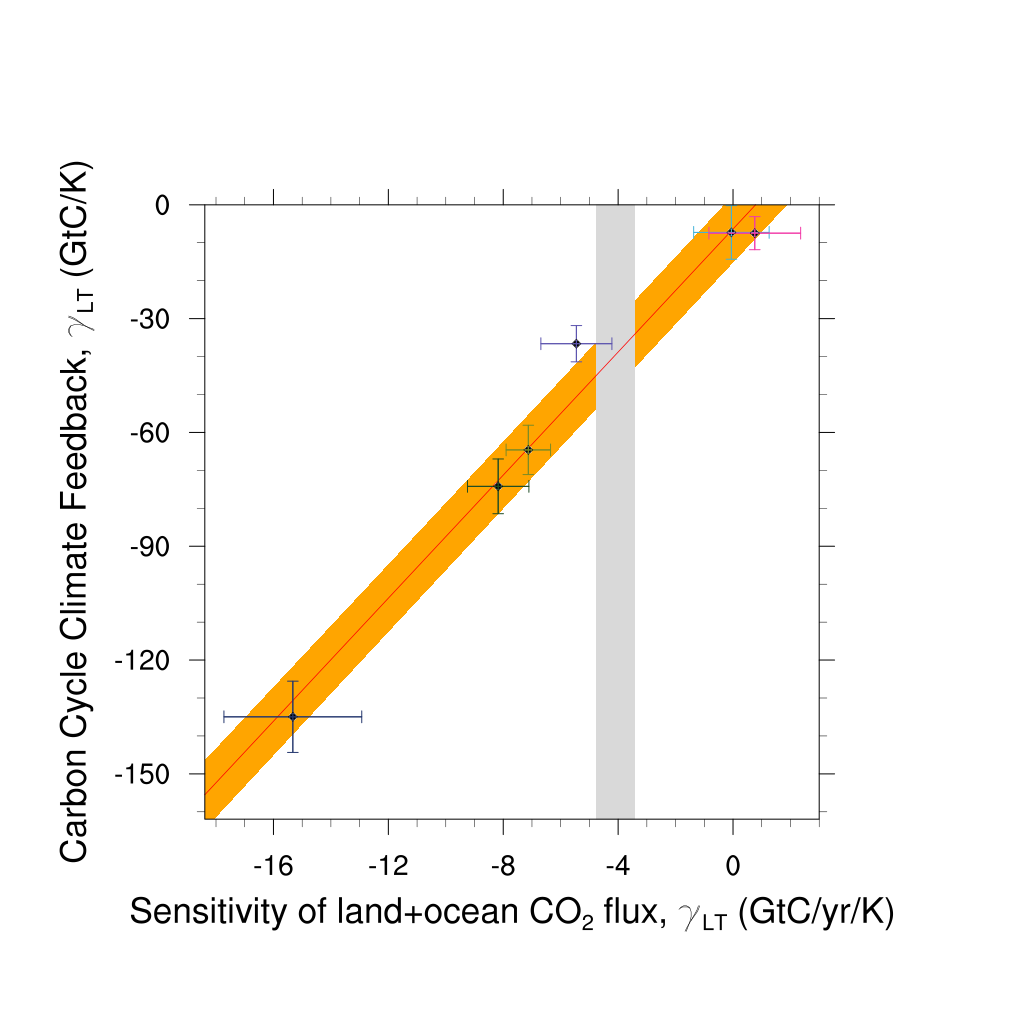 Carbon Cycle Climate Feedback, γLT (GtC/K)
0
-30
-60
-90
-120
-150
-16 -12 -8 -4 0
Sensitivity of land+ocean CO2 flux, γLT (GtC/yr/K)